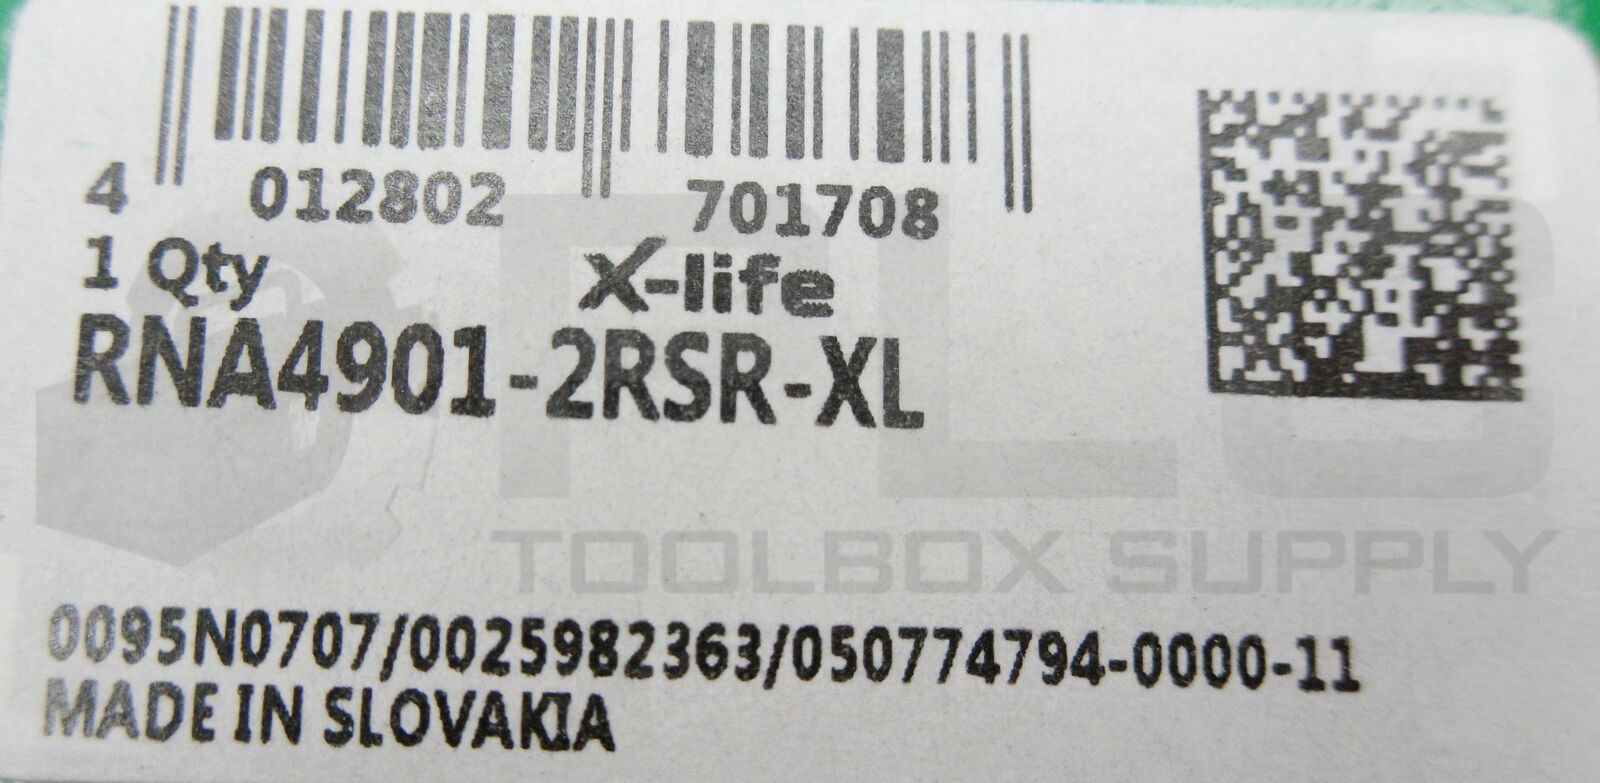 4 012802 701708
1 Qty X-life
RNA4901-2RSR-XL
PLC
TOOLBOX SUPPLY
0095N0707/0025982363/050774794-0000-11
MADE IN SLOVAKIA